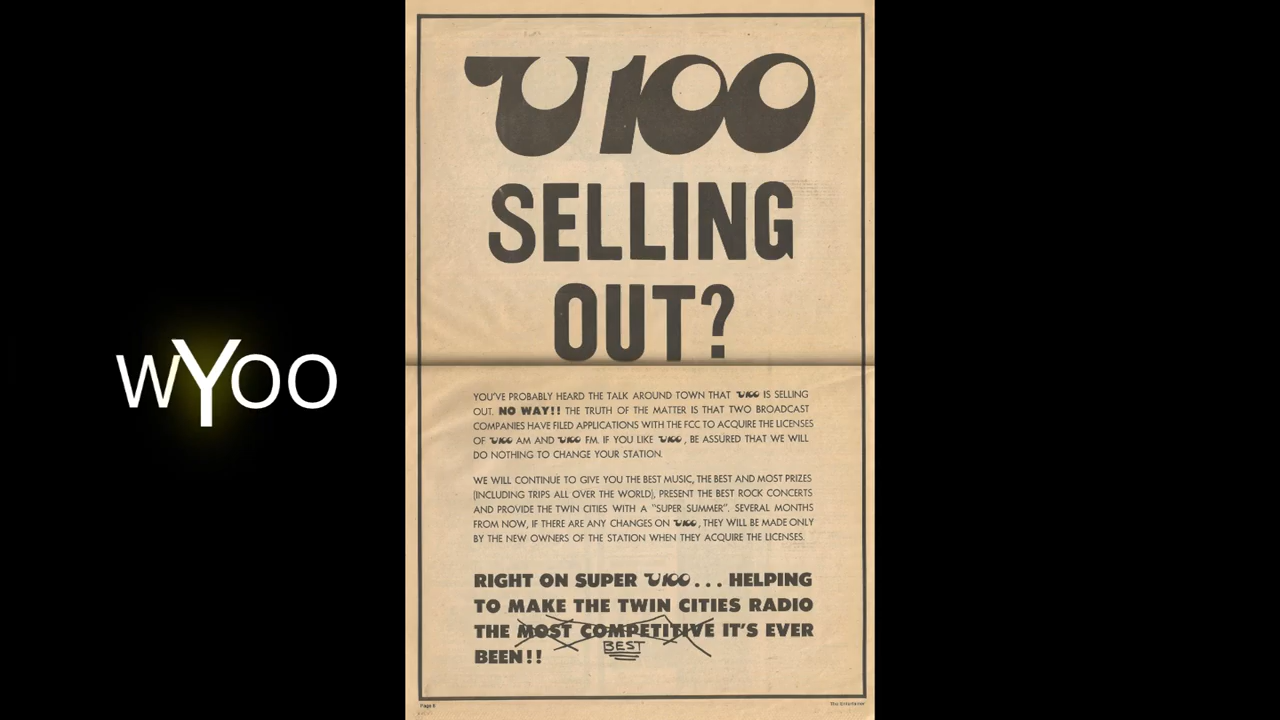 U100
SELLING
OUT?
WYOO
YOU'VE PROBABLY HEARD THE TALK AROUND TOWN THAT U100 IS SELLING
OUT. NO WAY!! THE TRUTH OF THE MATTER IS THAT TWO BROADCAST
COMPANIES HAVE FILED APPLICATIONS WITH THE FCC TO ACQUIRE THE LICENSES
OF U100 AM AND U100 FM. IF YOU LIKE U100, BE ASSURED THAT WE WILL
DO NOTHING TO CHANGE YOUR STATION.
WE WILL CONTINUE TO GIVE YOU THE BEST MUSIC, THE BEST AND MOST PRIZES
(INCLUDING TRIPS ALL OVER THE WORLD), PRESENT THE BEST ROCK CONCERTS
AND PROVIDE THE TWIN CITIES WITH A "SUPER SUMMER". SEVERAL MONTHS
FROM NOW, IF THERE ARE ANY CHANGES ON U100, THEY WILL BE MADE ONLY
BY THE NEW OWNERS OF THE STATION WHEN THEY ACQUIRE THE LICENSES.
RIGHT ON SUPER U100... HELPING
TO MAKE THE TWIN CITIES RADIO
THE MOST COMPETITIVE IT'S EVER
BEST
BEEN!!
Page 6
The Entertainer